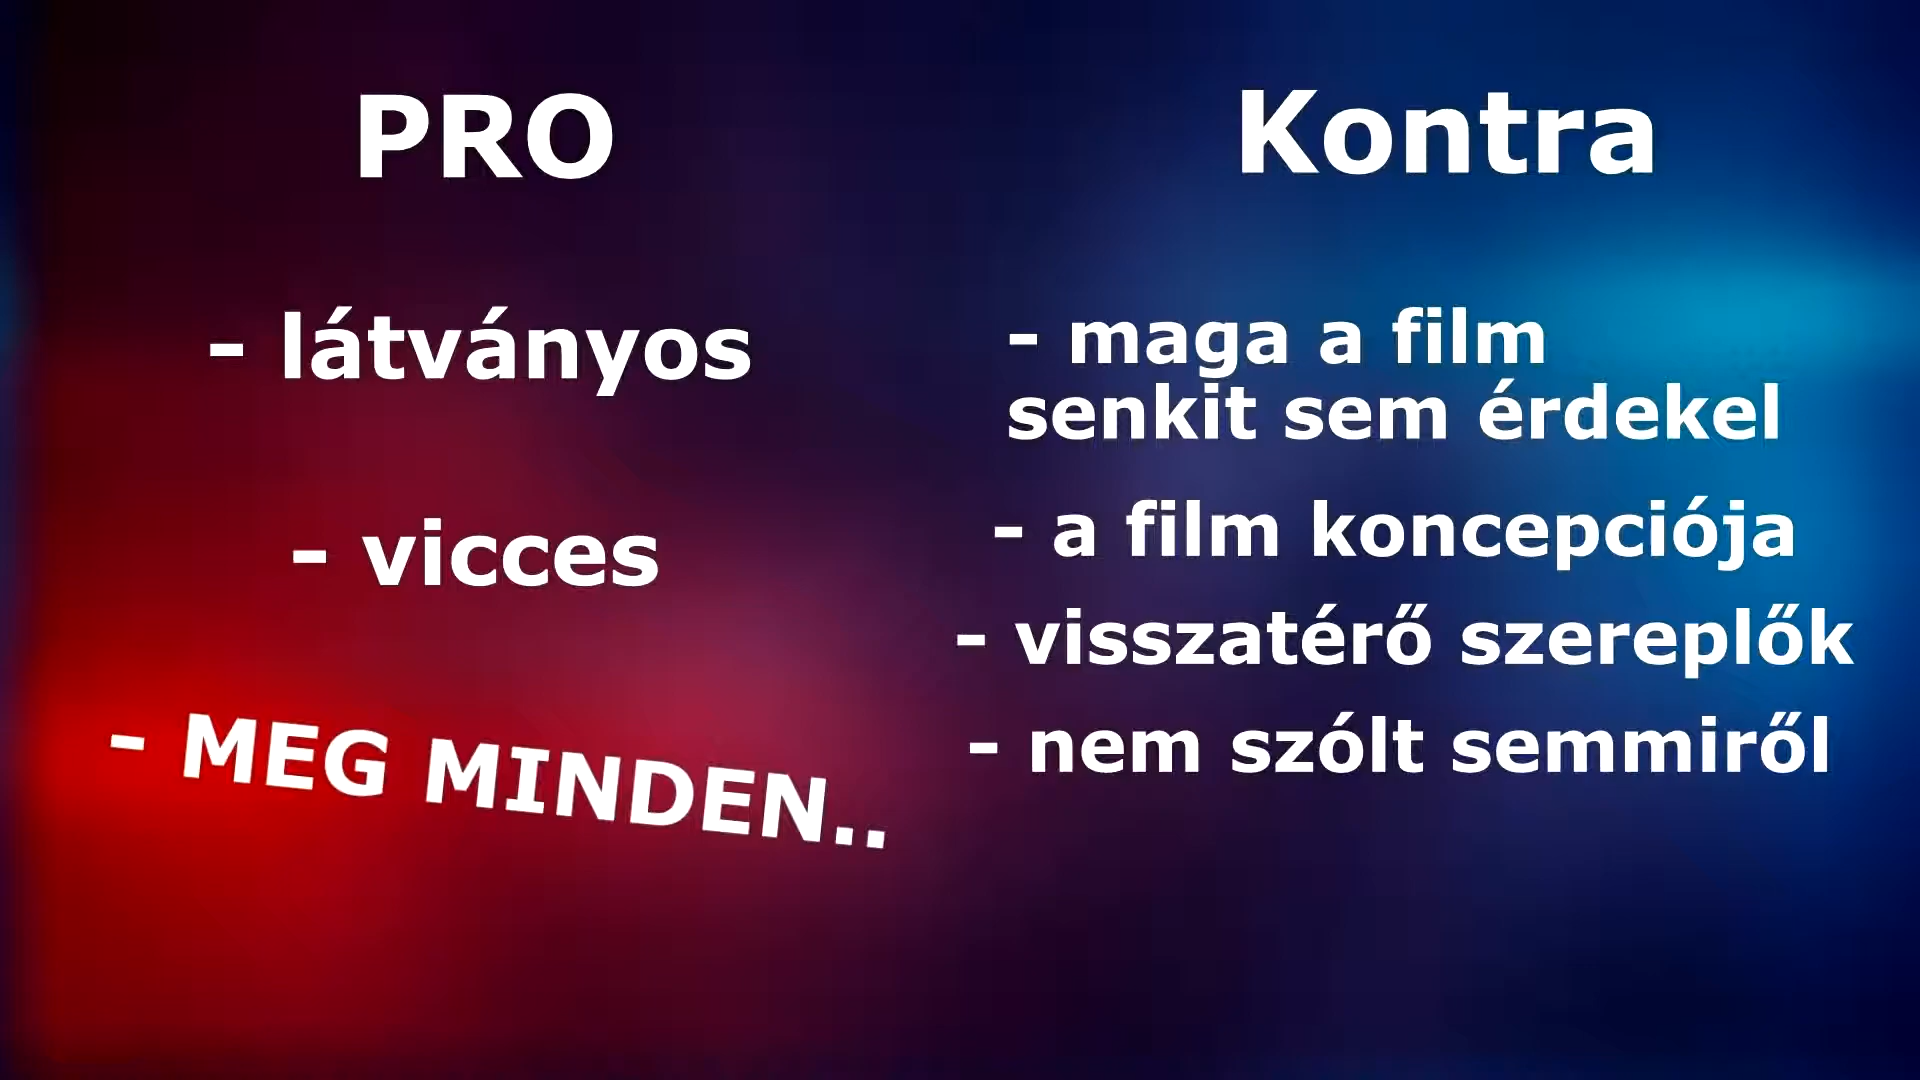 PRO
- látványos
- vicces
- MEG MINDEN..
Kontra
- maga a film
senkit sem érdekel
- a film koncepciója
- visszatérő szereplők
- nem szólt semmiről